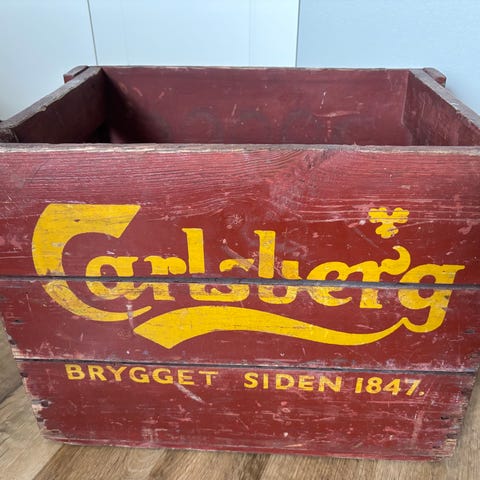 Carlsberg
BRYGGET SIDEN 1847.